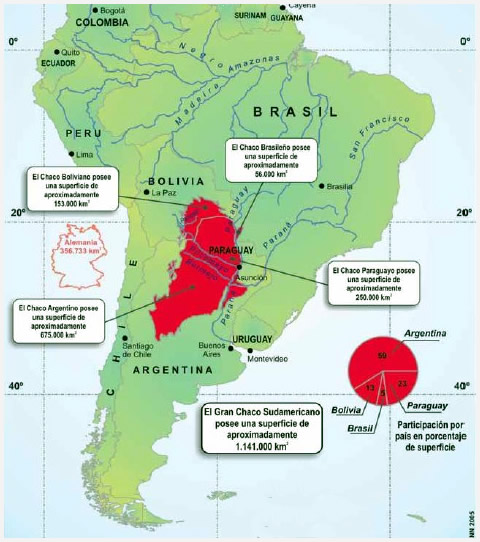 Bogotá
COLOMBIA
Cayena
SURINAM
GUAYANA
0°
0°
Quito
ECUADOR
Negro
Amazonas
Madeira
BRASIL
San Francisco
PERU
Lima
El Chaco Brasileño posee
una superficie de
aproximadamente
56.000 km²
El Chaco Boliviano posee
una superficie de
aproximadamente
153.000 km²
BOLIVIA
La Paz
Brasilia
Paraguay
20°
20°
Alemania
356.733 km²
PARAGUAY
Paraná
Asunción
El Chaco Paraguayo posee
una superficie de
aproximadamente
250.000 km²
El Chaco Argentino posee
una superficie de
aproximadamente
675.000 km²
Paraná
CHILE
Santiago
de Chile
Buenos
Aires
URUGUAY
Montevideo
ARGENTINA
Argentina
59
13
5
23
Bolivia
Brasil
Paraguay
Participación por
país en porcentaje
de superficie
40°
40°
El Gran Chaco Sudamericano
posee una superficie de
aproximadamente
1.141.000 km²
NN 2005